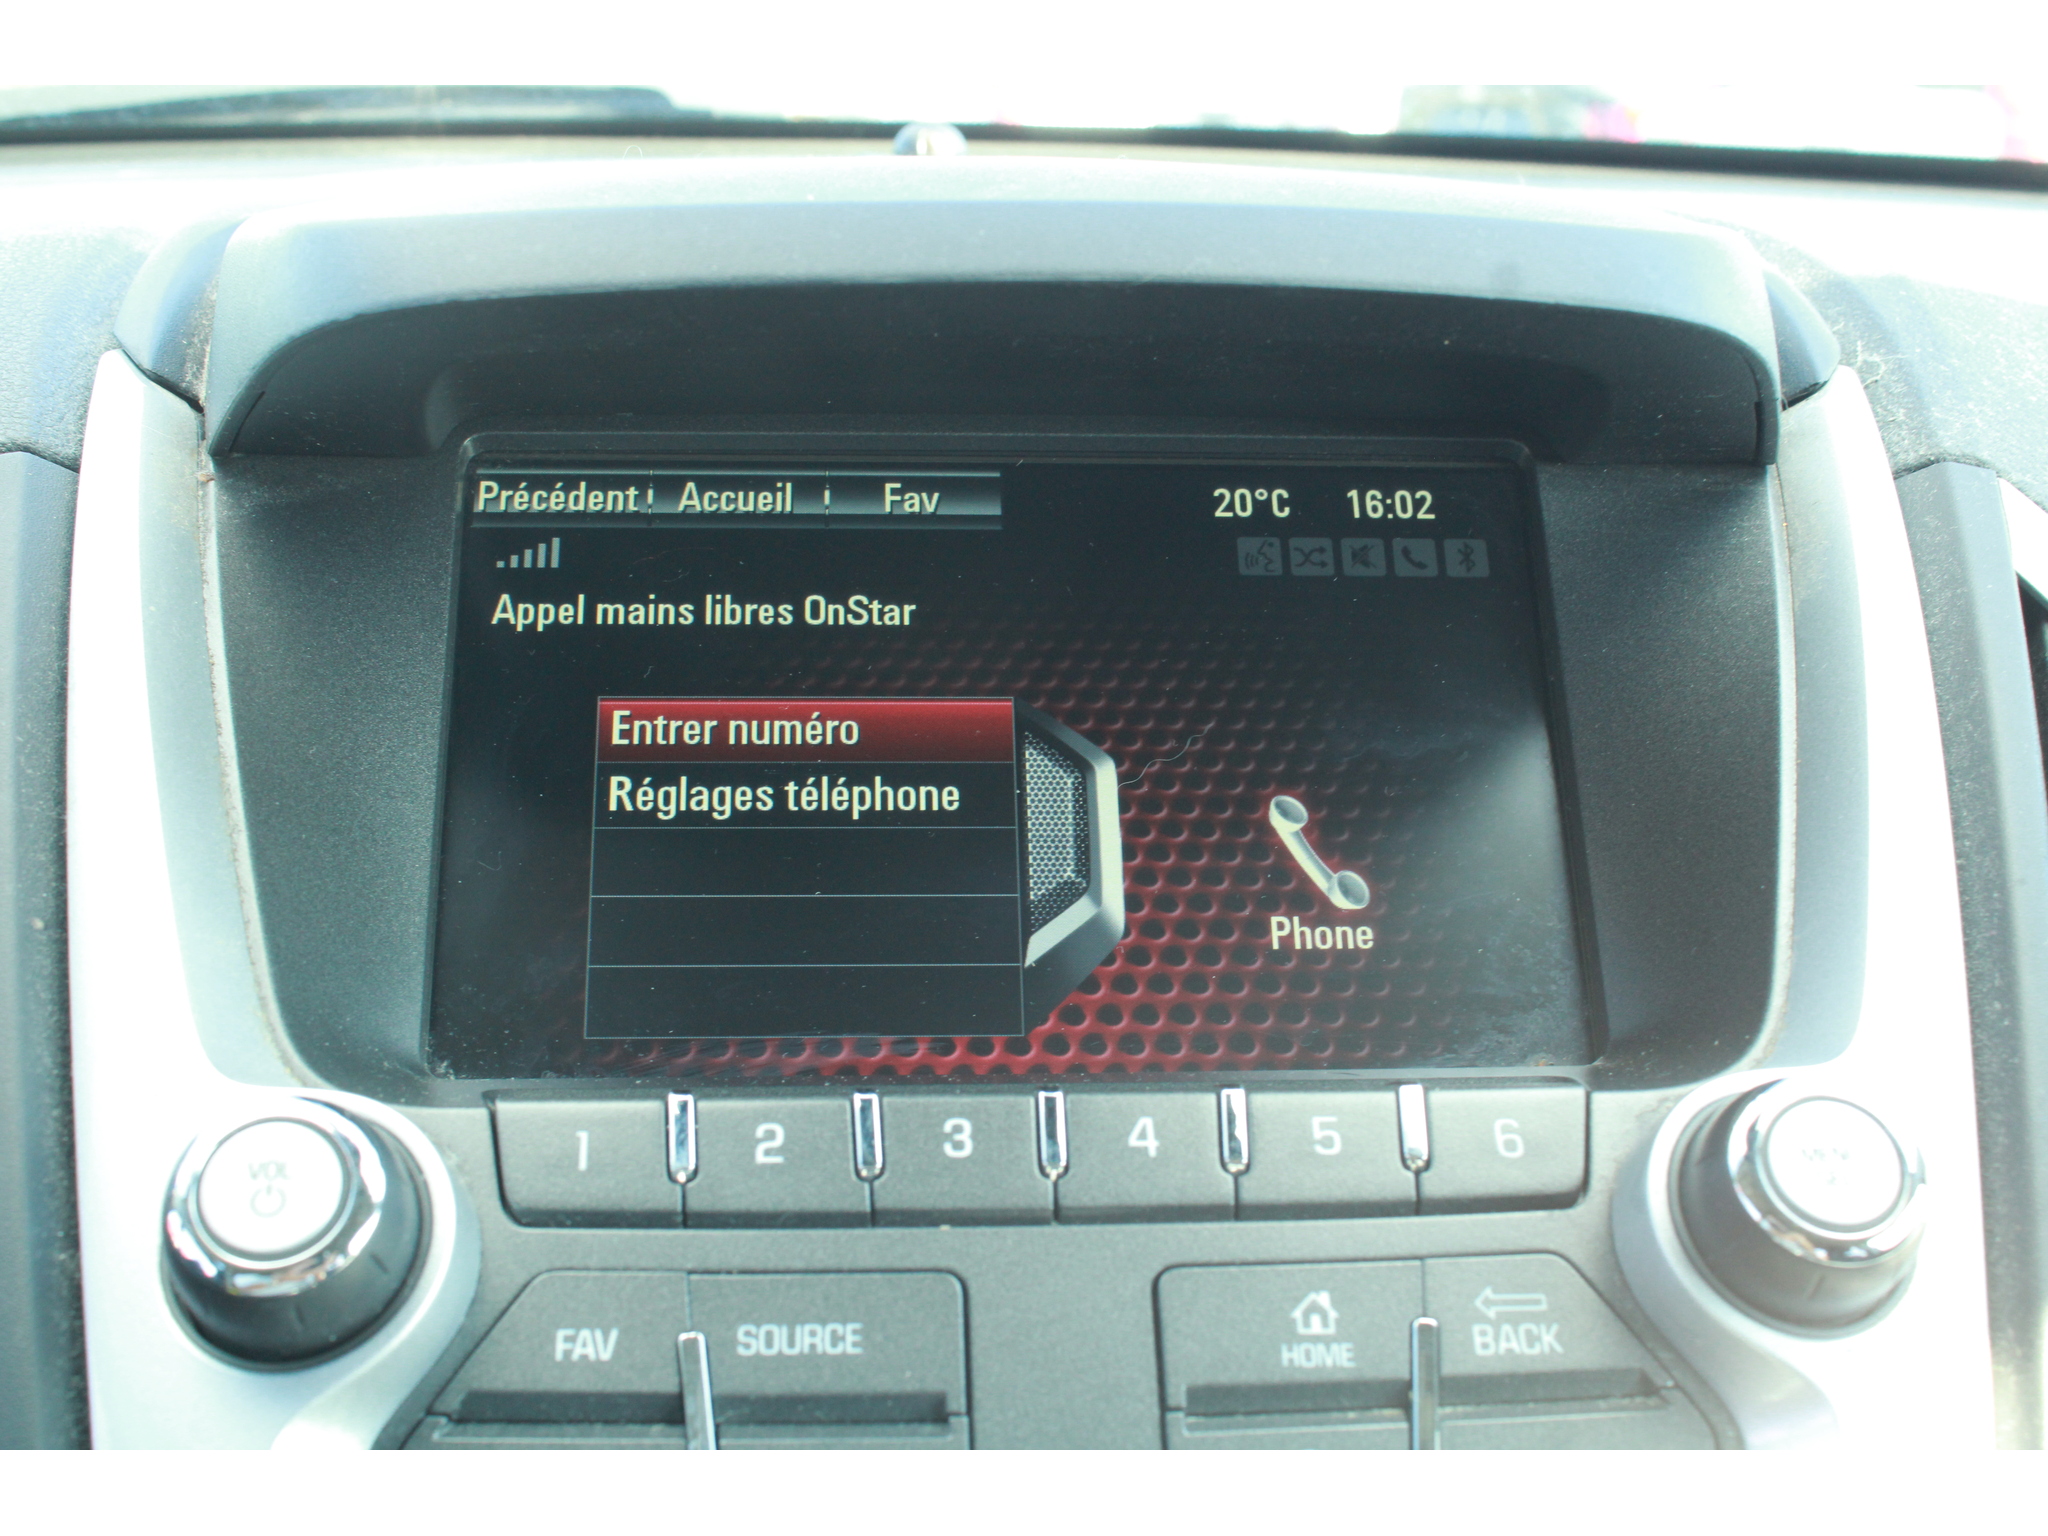 Précédent Accueil Fav 20°C 16:02
Appel mains libres OnStar
Entrer numéro
Réglages téléphone
Phone
1 2 3 4 5 6
VOL
FAV SOURCE HOME BACK